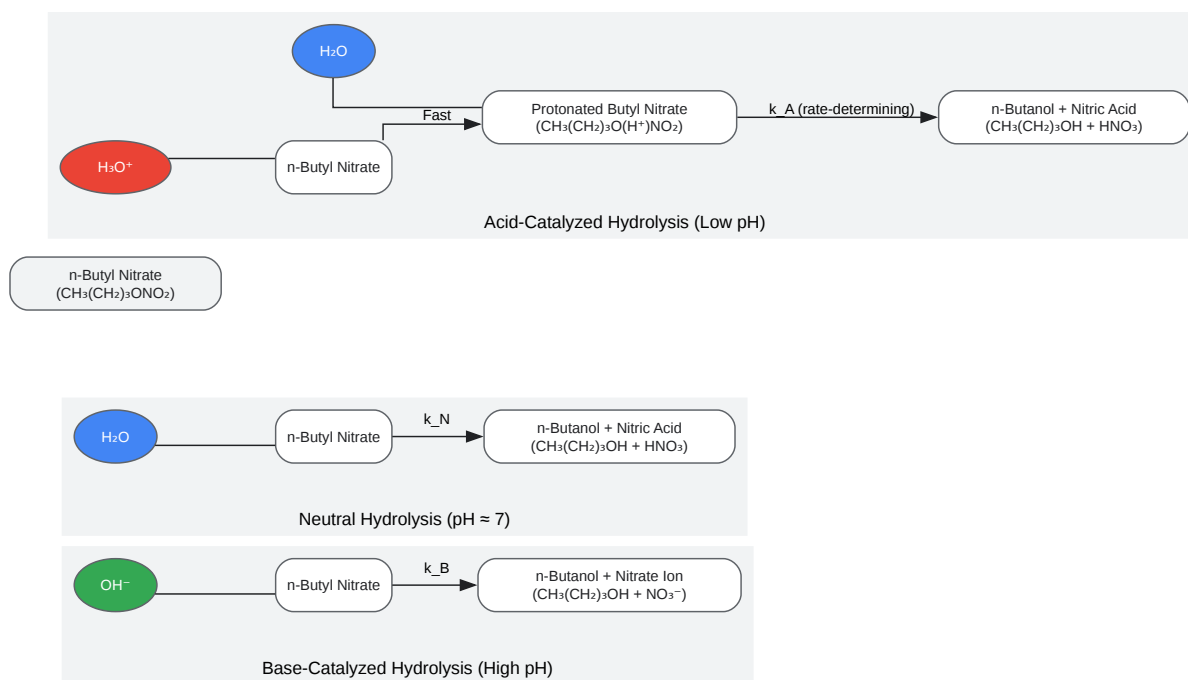 H₂O
Protonated Butyl Nitrate
(CH₃(CH₂)₃O(H⁺)NO₂)
k_A (rate-determining)
n-Butanol + Nitric Acid
(CH₃(CH₂)₃OH + HNO₃)
Fast
H₃O⁺
n-Butyl Nitrate
Acid-Catalyzed Hydrolysis (Low pH)
n-Butyl Nitrate
(CH₃(CH₂)₃ONO₂)
H₂O
n-Butyl Nitrate
k_N
n-Butanol + Nitric Acid
(CH₃(CH₂)₃OH + HNO₃)
Neutral Hydrolysis (pH ≈ 7)
OH⁻
n-Butyl Nitrate
k_B
n-Butanol + Nitrate Ion
(CH₃(CH₂)₃OH + NO₃⁻)
Base-Catalyzed Hydrolysis (High pH)